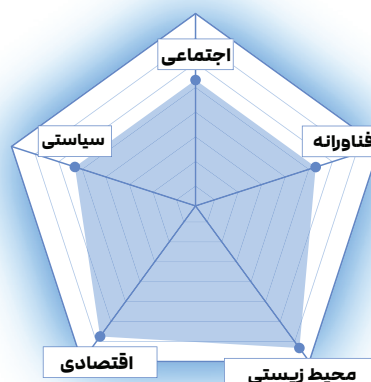 اجتماعی
فناورانه
سیاستی
اقتصادی
محیط زیستی